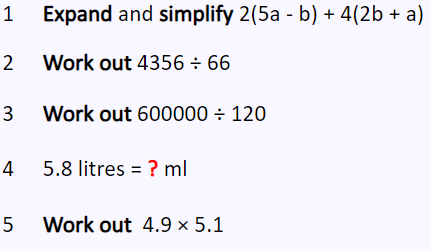 1 Expand and simplify 2(5a - b) + 4(2b + a)
2 Work out 4356 ÷ 66
3 Work out 600000 ÷ 120
4 5.8 litres = ? ml
5 Work out 4.9 × 5.1